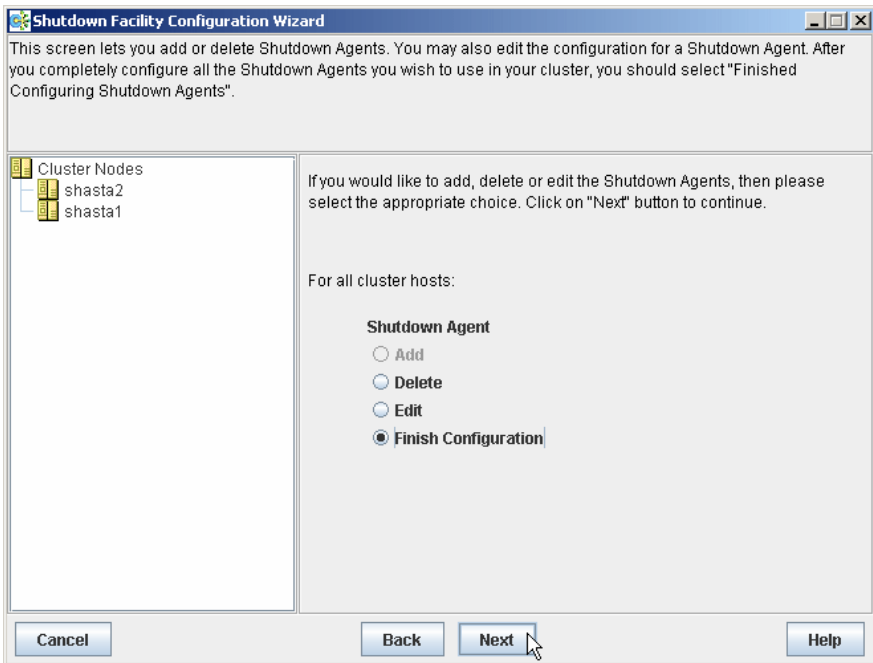 Shutdown Facility Configuration Wizard
This screen lets you add or delete Shutdown Agents. You may also edit the configuration for a Shutdown Agent. After
you completely configure all the Shutdown Agents you wish to use in your cluster, you should select "Finished
Configuring Shutdown Agents".
Cluster Nodes
shasta2
shasta1
If you would like to add, delete or edit the Shutdown Agents, then please
select the appropriate choice. Click on "Next" button to continue.
For all cluster hosts:
Shutdown Agent
Add
Delete
Edit
Finish Configuration
Cancel
Back
Next
Help